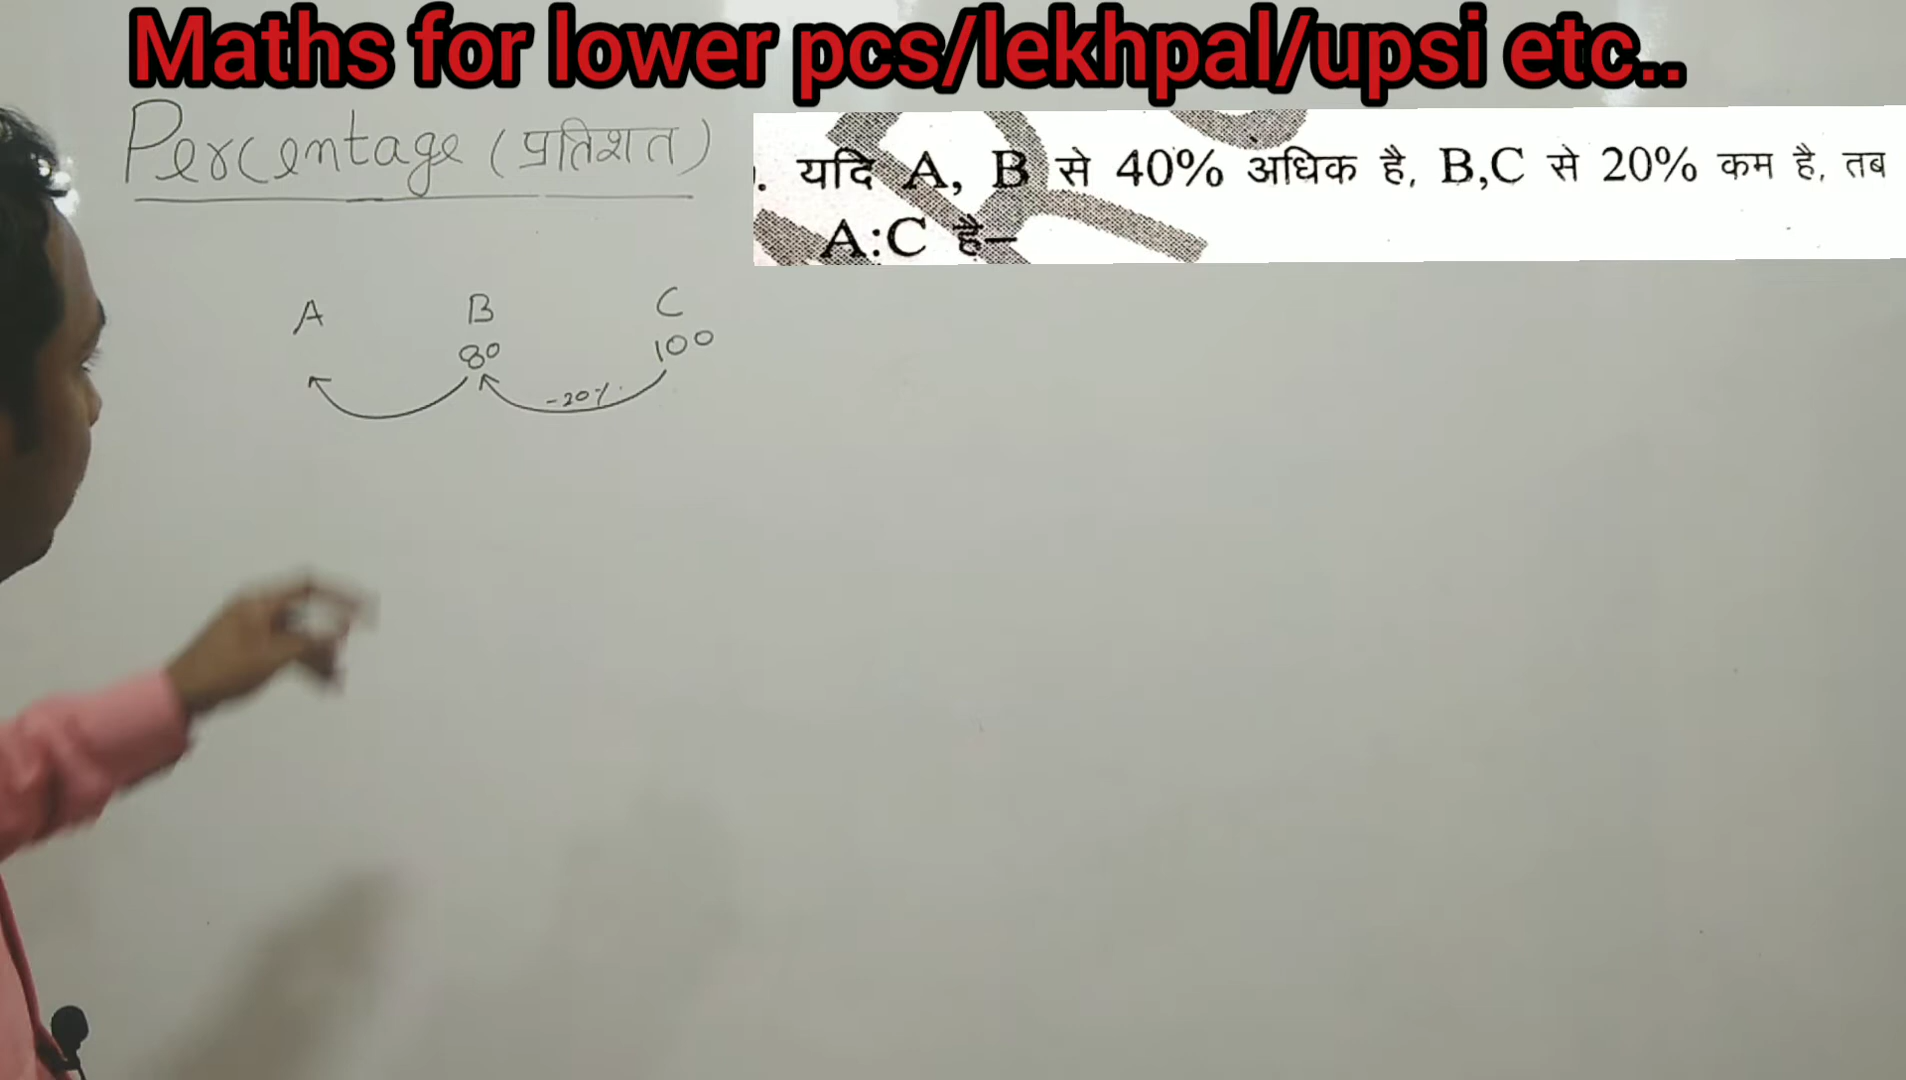 Maths for lower pcs/lekhpal/upsi etc..
Percentage (प्रतिशत)
. यदि A, B से 40% अधिक है, B,C से 20% कम है, तब
A:C है–
A B C
80 100
-20%